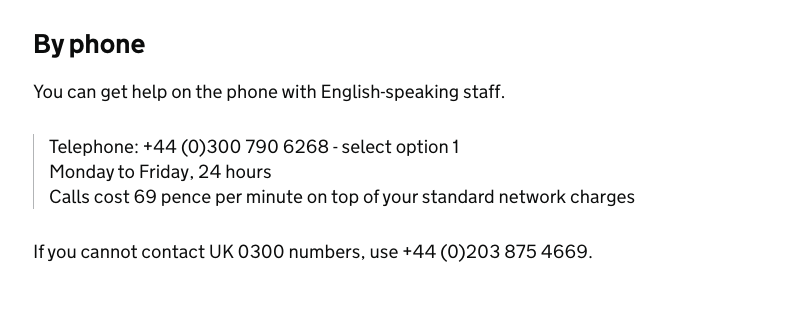 By phone
You can get help on the phone with English-speaking staff.
Telephone: +44 (0)300 790 6268 - select option 1
Monday to Friday, 24 hours
Calls cost 69 pence per minute on top of your standard network charges
If you cannot contact UK 0300 numbers, use +44 (0)203 875 4669.